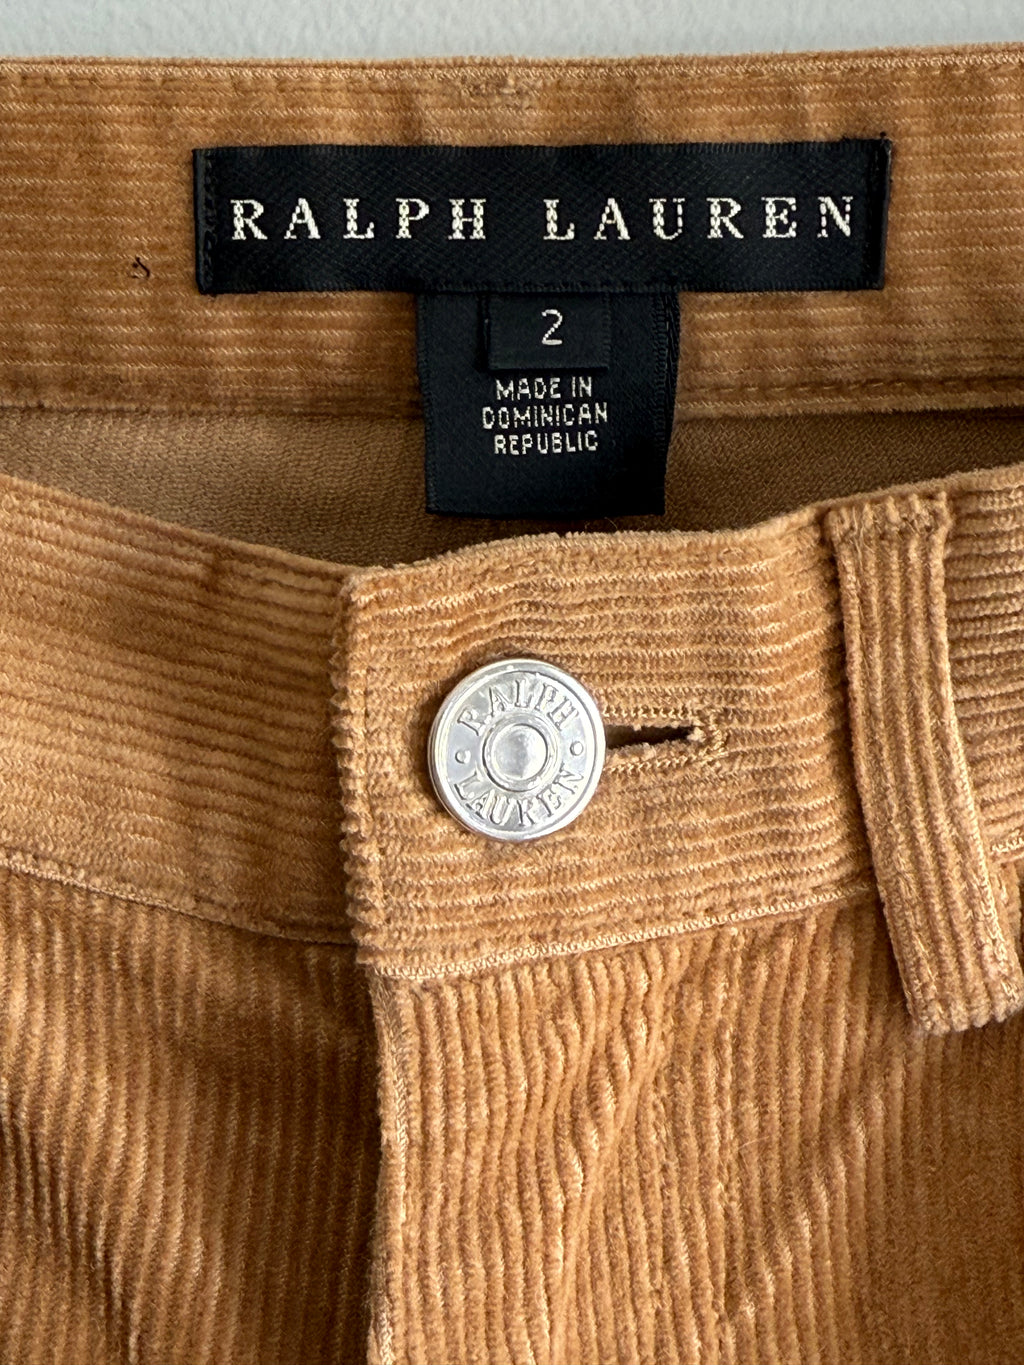 RALPH LAUREN
2
MADE IN
DOMINICAN
REPUBLIC
RALPH
LAUREN